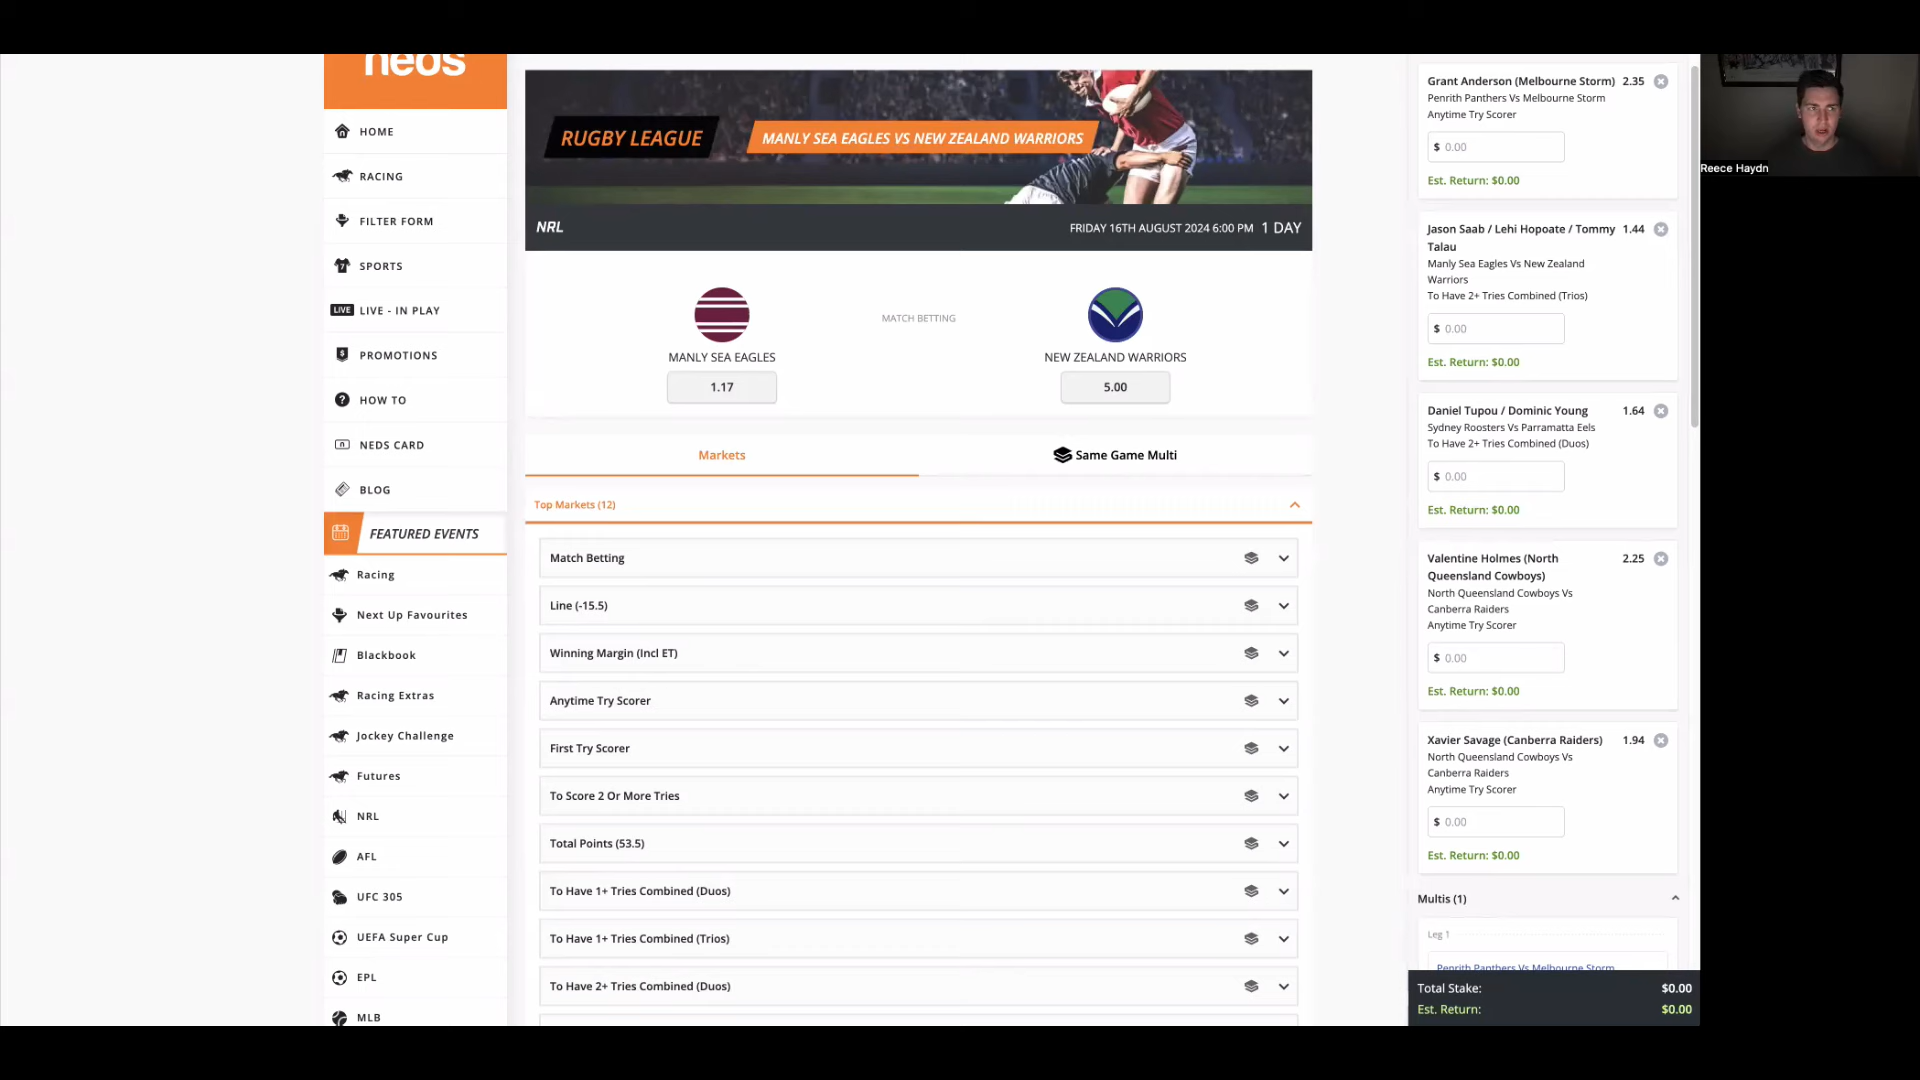 neds
HOME
RACING
FILTER FORM
SPORTS
LIVE LIVE - IN PLAY
PROMOTIONS
HOW TO
NEDS CARD
BLOG
FEATURED EVENTS
Racing
Next Up Favourites
Blackbook
Racing Extras
Jockey Challenge
Futures
NRL
AFL
UFC 305
UEFA Super Cup
EPL
MLB
RUGBY LEAGUE
MANLY SEA EAGLES VS NEW ZEALAND WARRIORS
NRL
FRIDAY 16TH AUGUST 2024 6:00 PM 1 DAY
MATCH BETTING
MANLY SEA EAGLES
NEW ZEALAND WARRIORS
1.17
5.00
Markets
Same Game Multi
Top Markets (12)
Match Betting
Line (-15.5)
Winning Margin (Incl ET)
Anytime Try Scorer
First Try Scorer
To Score 2 Or More Tries
Total Points (53.5)
To Have 1+ Tries Combined (Duos)
To Have 1+ Tries Combined (Trios)
To Have 2+ Tries Combined (Duos)
Grant Anderson (Melbourne Storm) 2.35
Penrith Panthers Vs Melbourne Storm
Anytime Try Scorer
$ 0.00
Est. Return: $0.00
Jason Saab / Lehi Hopoate / Tommy 1.44
Talau
Manly Sea Eagles Vs New Zealand
Warriors
To Have 2+ Tries Combined (Trios)
$ 0.00
Est. Return: $0.00
Daniel Tupou / Dominic Young 1.64
Sydney Roosters Vs Parramatta Eels
To Have 2+ Tries Combined (Duos)
$ 0.00
Est. Return: $0.00
Valentine Holmes (North 2.25
Queensland Cowboys)
North Queensland Cowboys Vs
Canberra Raiders
Anytime Try Scorer
$ 0.00
Est. Return: $0.00
Xavier Savage (Canberra Raiders) 1.94
North Queensland Cowboys Vs
Canberra Raiders
Anytime Try Scorer
$ 0.00
Est. Return: $0.00
Multis (1)
Leg 1
Penrith Panthers Vs Melbourne Storm
Total Stake: $0.00
Est. Return: $0.00
Reece Haydn